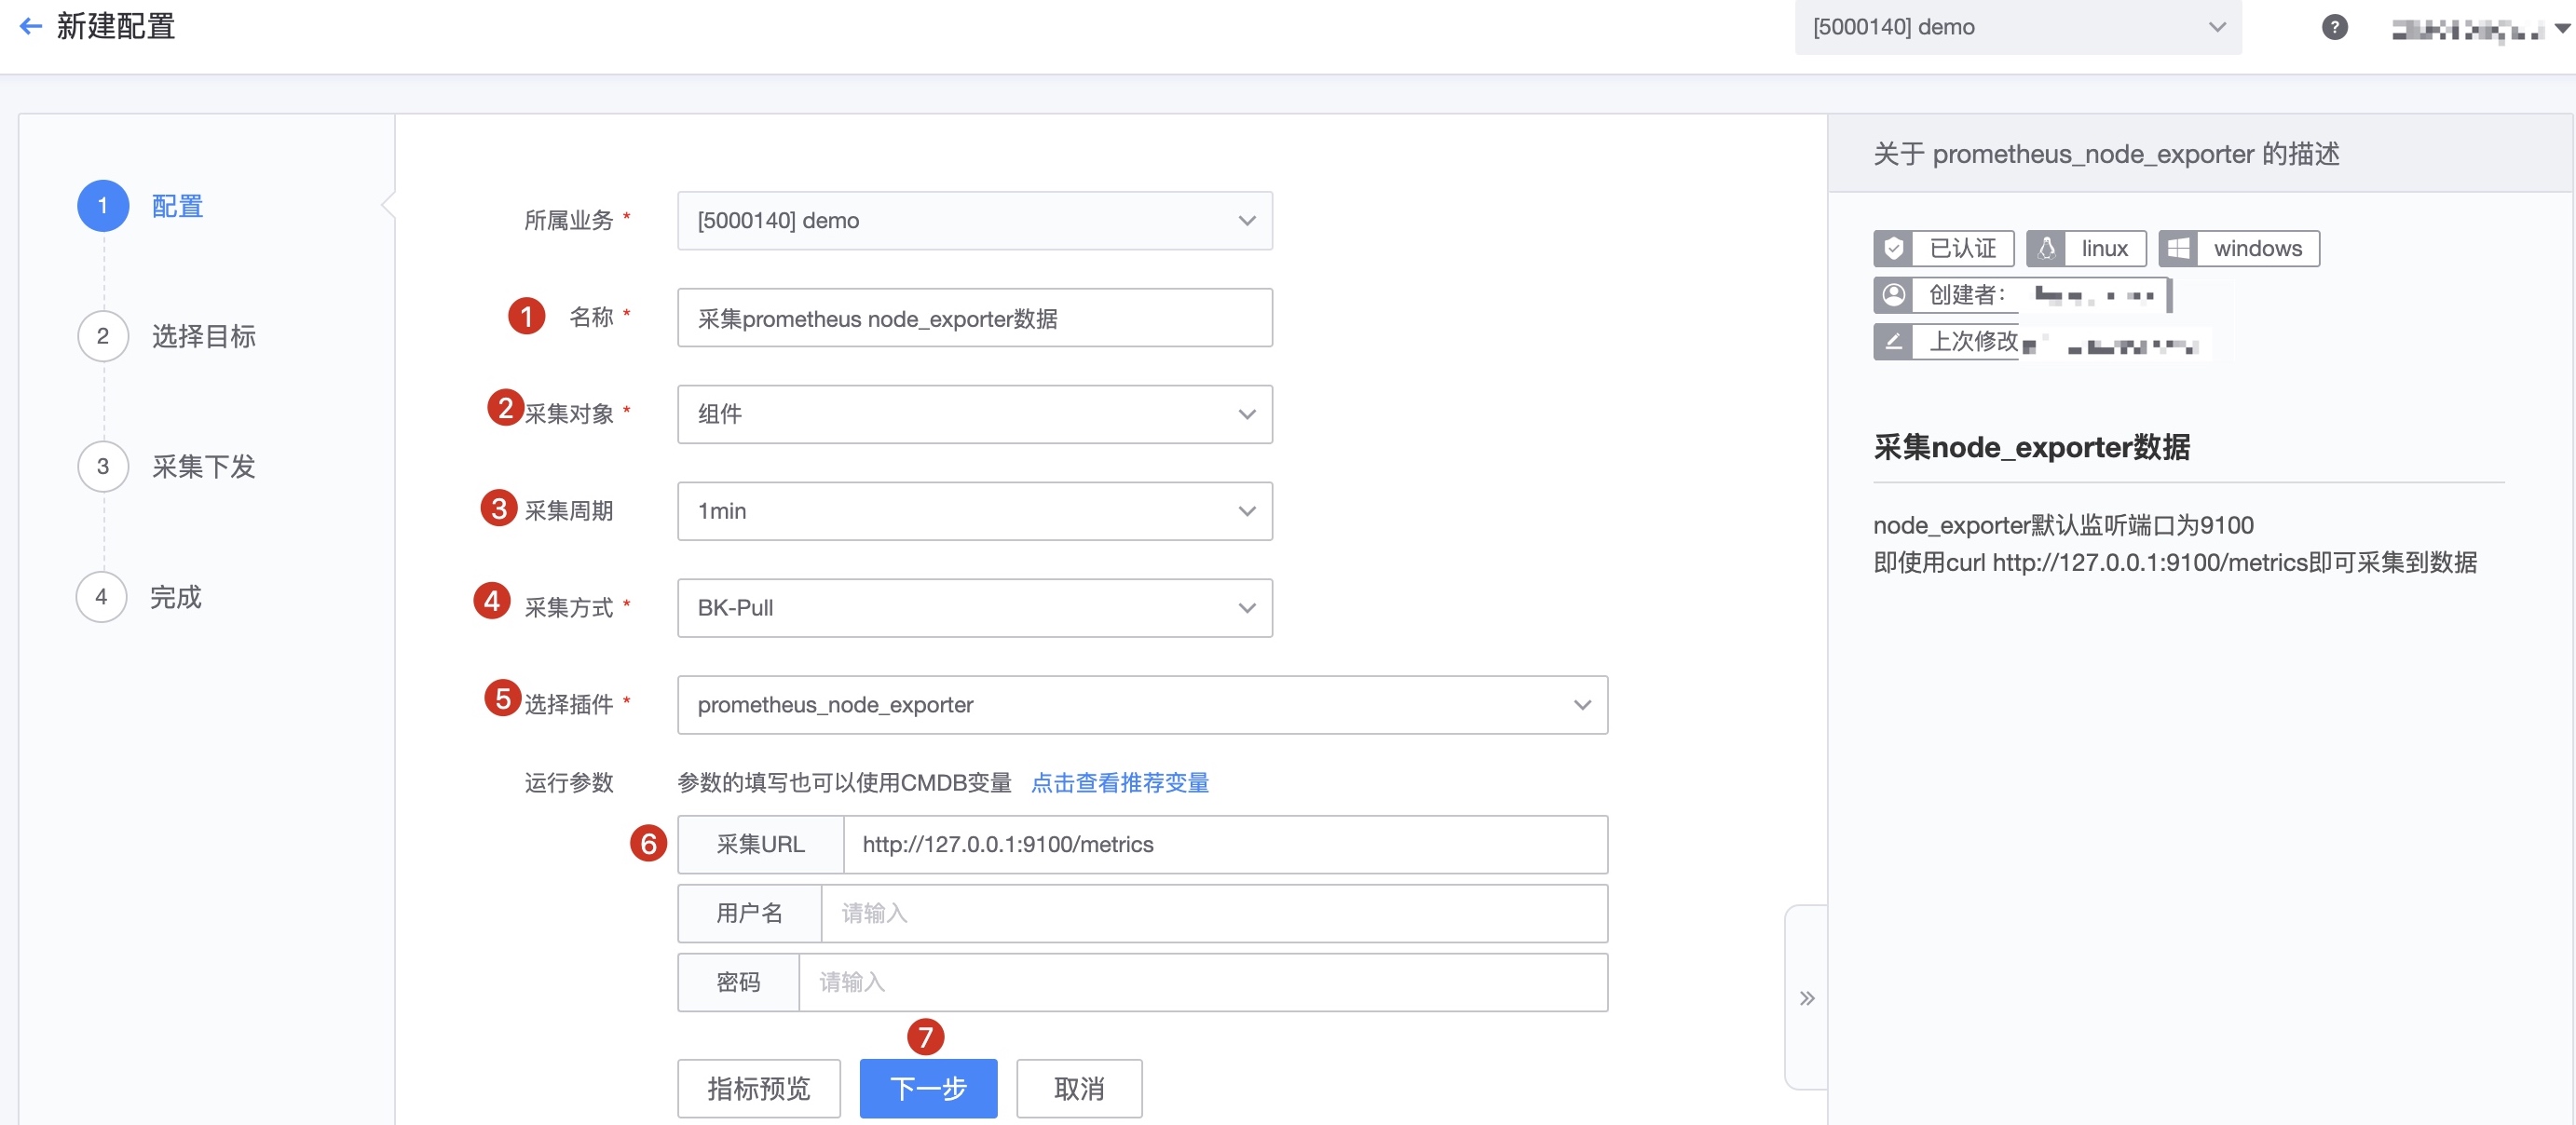 新建配置
[5000140] demo
?
1 配置
2 选择目标
3 采集下发
4 完成
所属业务 * [5000140] demo
1 名称 * 采集prometheus node_exporter数据
2 采集对象 * 组件
3 采集周期 1min
4 采集方式 * BK-Pull
5 选择插件 * prometheus_node_exporter
运行参数 参数的填写也可以使用CMDB变量 点击查看推荐变量
6 采集URL http://127.0.0.1:9100/metrics
用户名 请输入
密码 请输入
7
指标预览 下一步 取消
关于 prometheus_node_exporter 的描述
已认证 linux windows
创建者：
上次修改
采集node_exporter数据
node_exporter默认监听端口为9100
即使用curl http://127.0.0.1:9100/metrics即可采集到数据